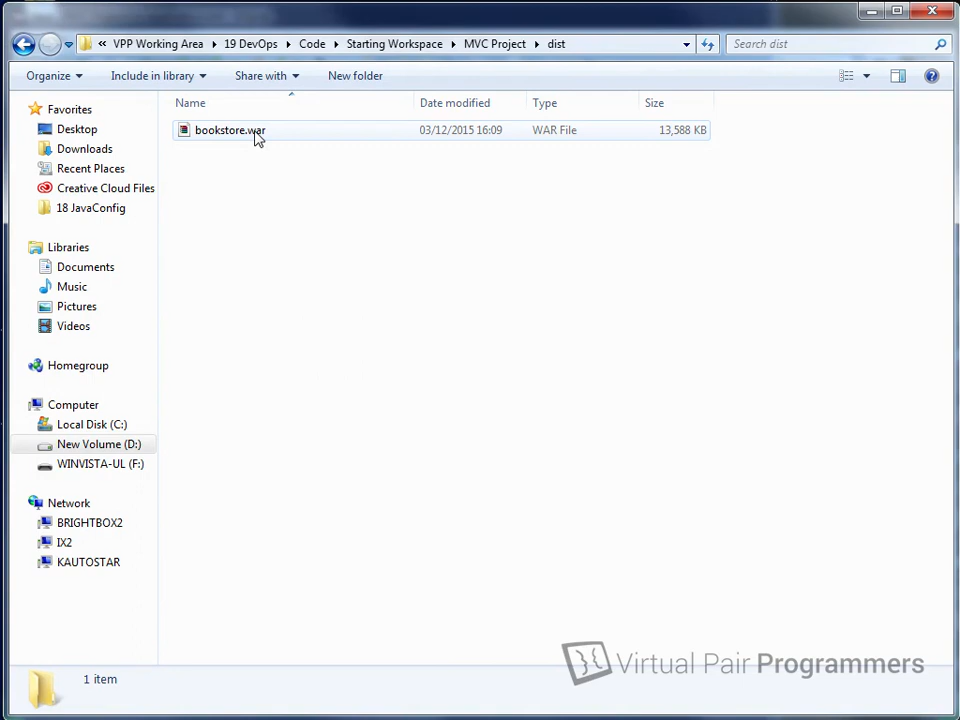 « VPP Working Area 19 DevOps Code Starting Workspace MVC Project dist Search dist
Organize Include in library Share with New folder
Name Date modified Type Size
bookstore.war 03/12/2015 16:09 WAR File 13,588 KB
Favorites
Desktop
Downloads
Recent Places
Creative Cloud Files
18 JavaConfig
Libraries
Documents
Music
Pictures
Videos
Homegroup
Computer
Local Disk (C:)
New Volume (D:)
WINVISTA-UL (F:)
Network
BRIGHTBOX2
IX2
KAUTOSTAR
1 item
Virtual Pair Programmers